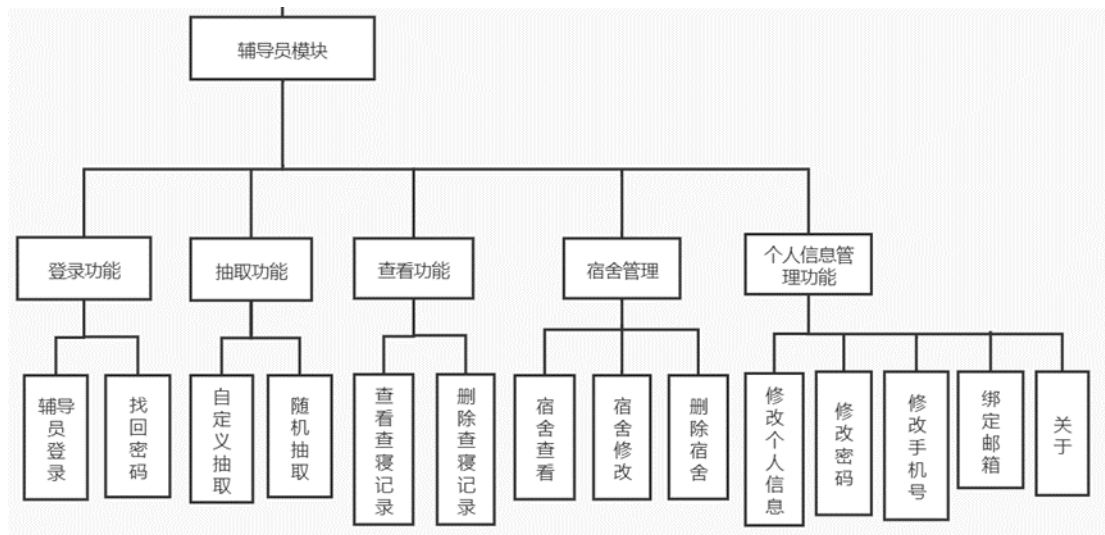 辅导员模块
登录功能
抽取功能
查看功能
宿舍管理
个人信息管
理功能
辅导
员登录
找回密码
自定义抽取
随机抽取
查看查寝记录
删除查寝记录
宿舍查看
宿舍修改
删除宿舍
修改个人信息
修改密码
修改手机号
绑定邮箱
关于